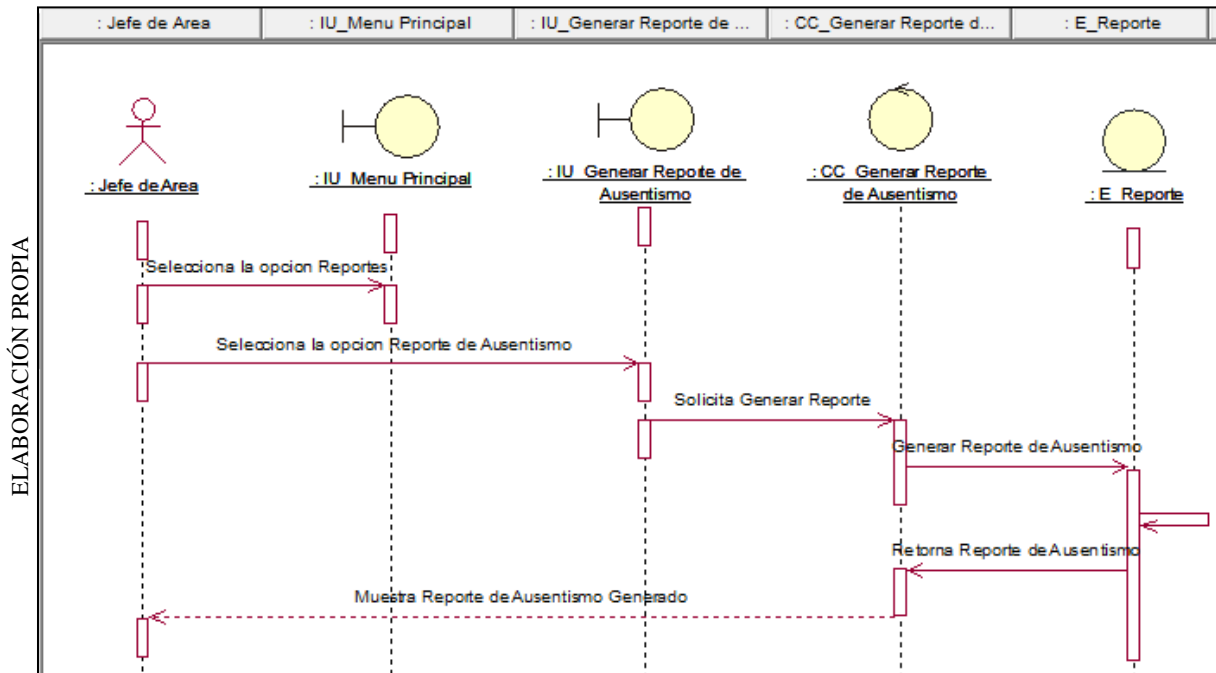 : Jefe de Area
: IU_Menu Principal
: IU_Generar Reporte de ...
: CC_Generar Reporte d...
: E_Reporte
: Jefe de Area
: IU_Menu Principal
: IU_Generar Reporte de
Ausentismo
: CC_Generar Reporte
de Ausentismo
: E_Reporte
ELABORACIÓN PROPIA
Selecciona la opcion Reportes
Selecciona la opcion Reporte de Ausentismo
Solicita Generar Reporte
Generar Reporte de Ausentismo
Retorna Reporte de Ausentismo
Muestra Reporte de Ausentismo Generado